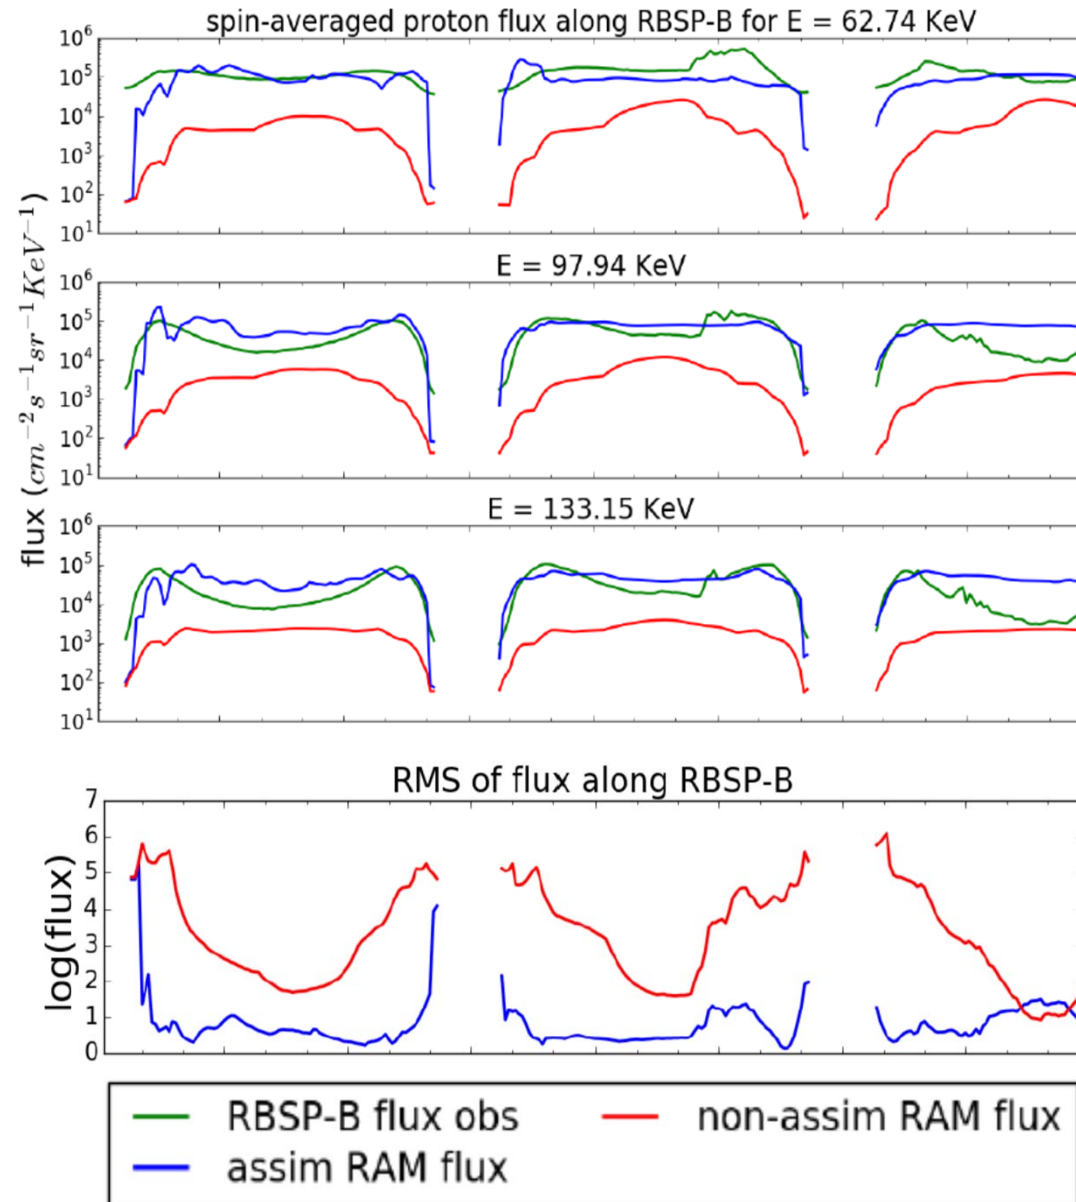 spin-averaged proton flux along RBSP-B for E = 62.74 KeV
10^6
10^5
10^4
10^3
10^2
10^1
E = 97.94 KeV
10^6
10^5
10^4
10^3
10^2
10^1
flux (cm^{-2}s^{-1}sr^{-1}KeV^{-1})
E = 133.15 KeV
10^6
10^5
10^4
10^3
10^2
10^1
RMS of flux along RBSP-B
7
6
5
4
3
2
1
0
log(flux)
RBSP-B flux obs
non-assim RAM flux
assim RAM flux